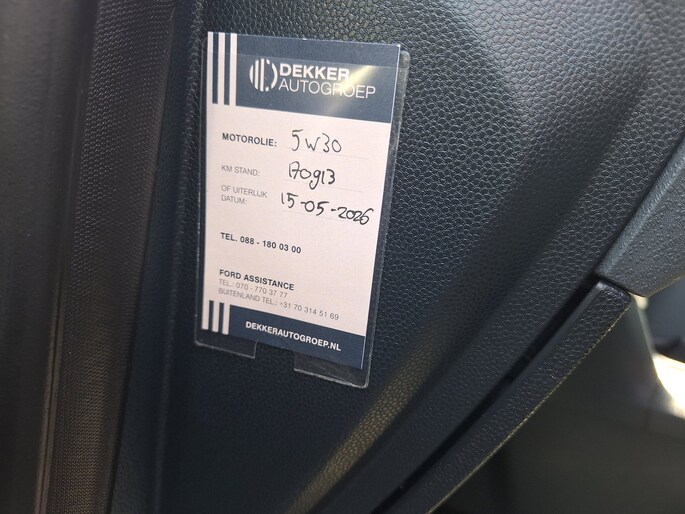 DEKKER
AUTOGROEP
MOTOROLIE: 5W30
KM STAND: 170913
OF UITERLIJK
DATUM: 15-05-2026
TEL. 088 - 180 03 00
FORD ASSISTANCE
TEL.: 070 - 770 37 77
BUITENLAND TEL.: +31 70 314 51 69
DEKKERAUTOGROEP.NL